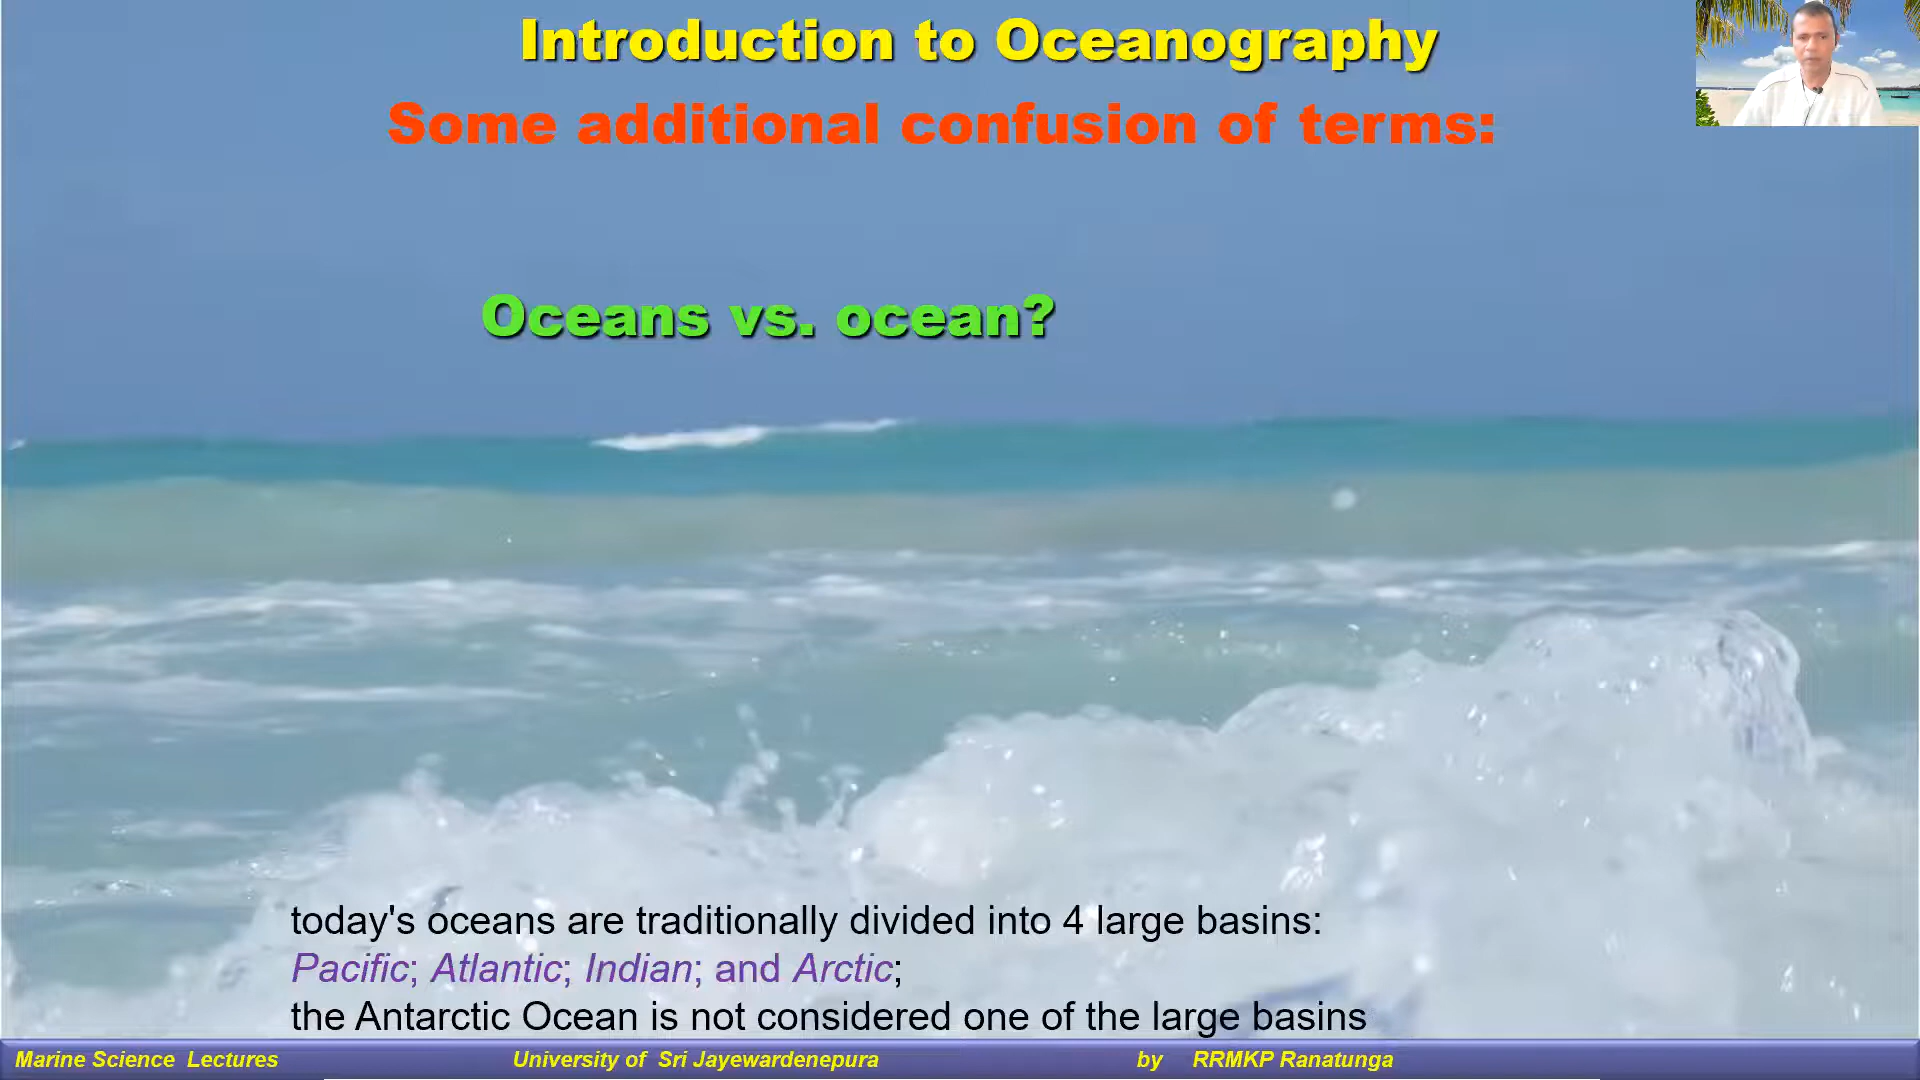 Introduction to Oceanography
Some additional confusion of terms:
Oceans vs. ocean?
today's oceans are traditionally divided into 4 large basins:
Pacific; Atlantic; Indian; and Arctic;
the Antarctic Ocean is not considered one of the large basins
Marine Science Lectures University of Sri Jayewardenepura by RRMKP Ranatunga